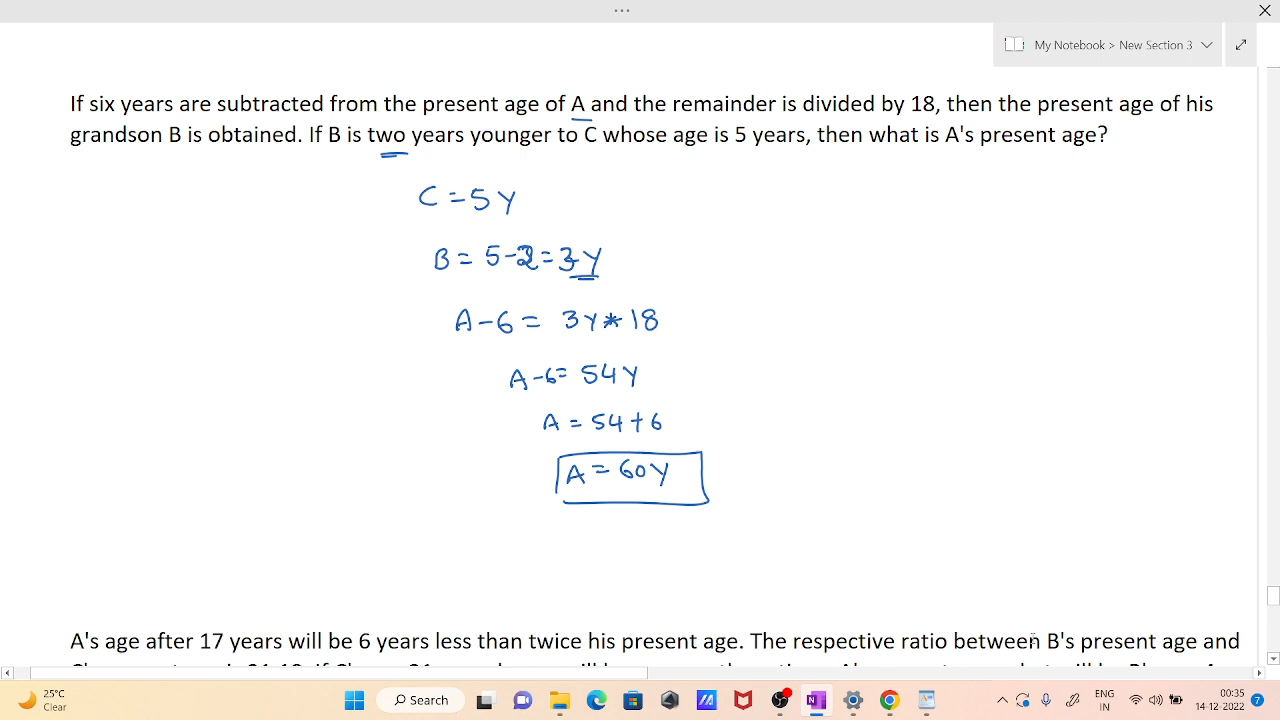 My Notebook > New Section 3
If six years are subtracted from the present age of A and the remainder is divided by 18, then the present age of his
grandson B is obtained. If B is two years younger to C whose age is 5 years, then what is A's present age?
C = 5Y
B = 5-2 = 3Y
A - 6 = 3Y * 18
A - 6 = 54Y
A = 54 + 6
A = 60Y
A's age after 17 years will be 6 years less than twice his present age. The respective ratio between B's present age and
25°C
Clear
Search
ENG
IN
00:35
14-12-2022
7